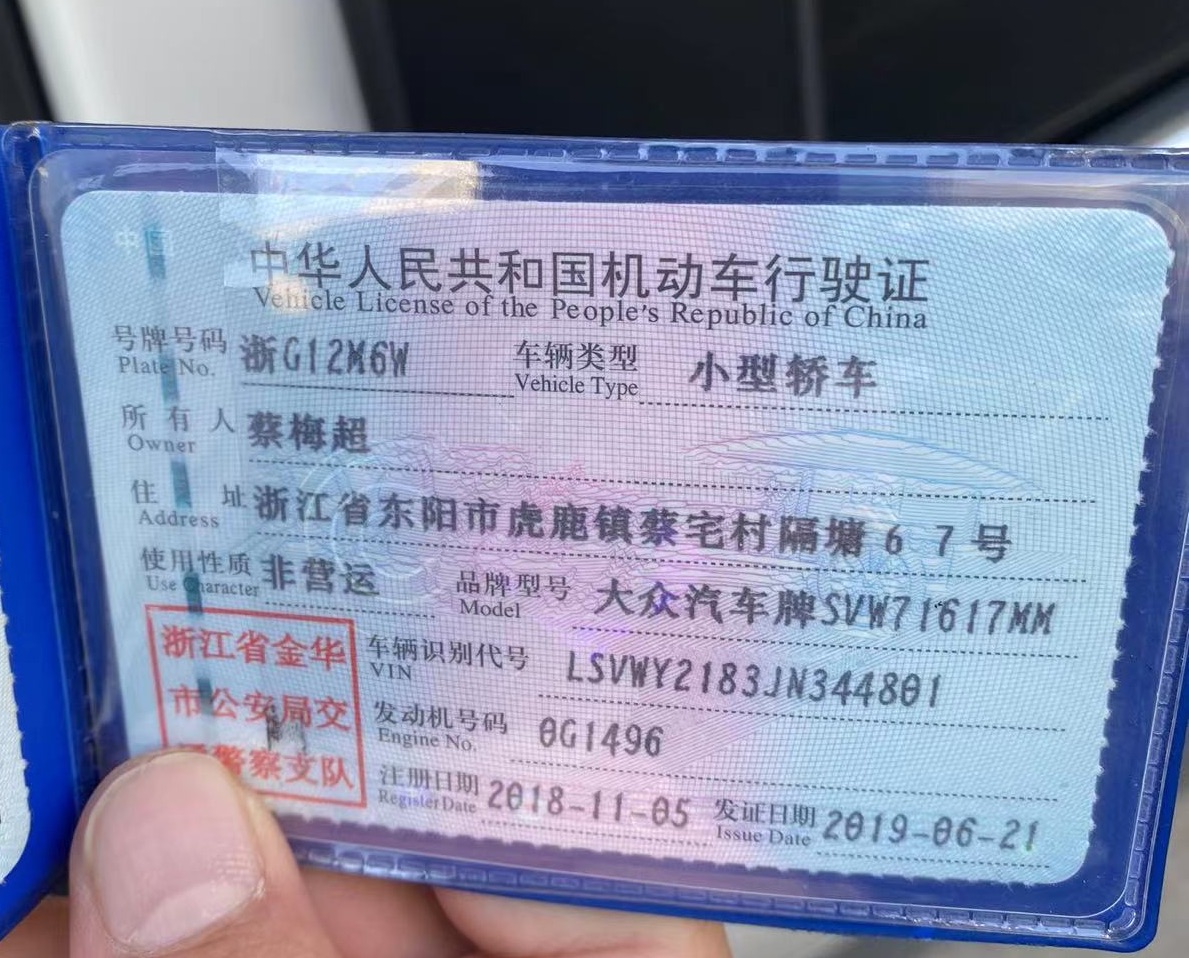 中国
中华人民共和国机动车行驶证
Vehicle License of the People's Republic of China
号牌号码 浙G12M6W 车辆类型 小型轿车
Plate No. Vehicle Type
所有人 蔡梅超
Owner
住址 浙江省东阳市虎鹿镇蔡宅村隔塘67号
Address
使用性质 非营运 品牌型号 大众汽车牌SVW71617MM
Use Character Model
浙江省金华 车辆识别代号 LSVWY2183JN344801
VIN
市公安局交 发动机号码 0G1496
Engine No.
警察支队 注册日期 2018-11-05 发证日期 2019-06-21
Register Date Issue Date